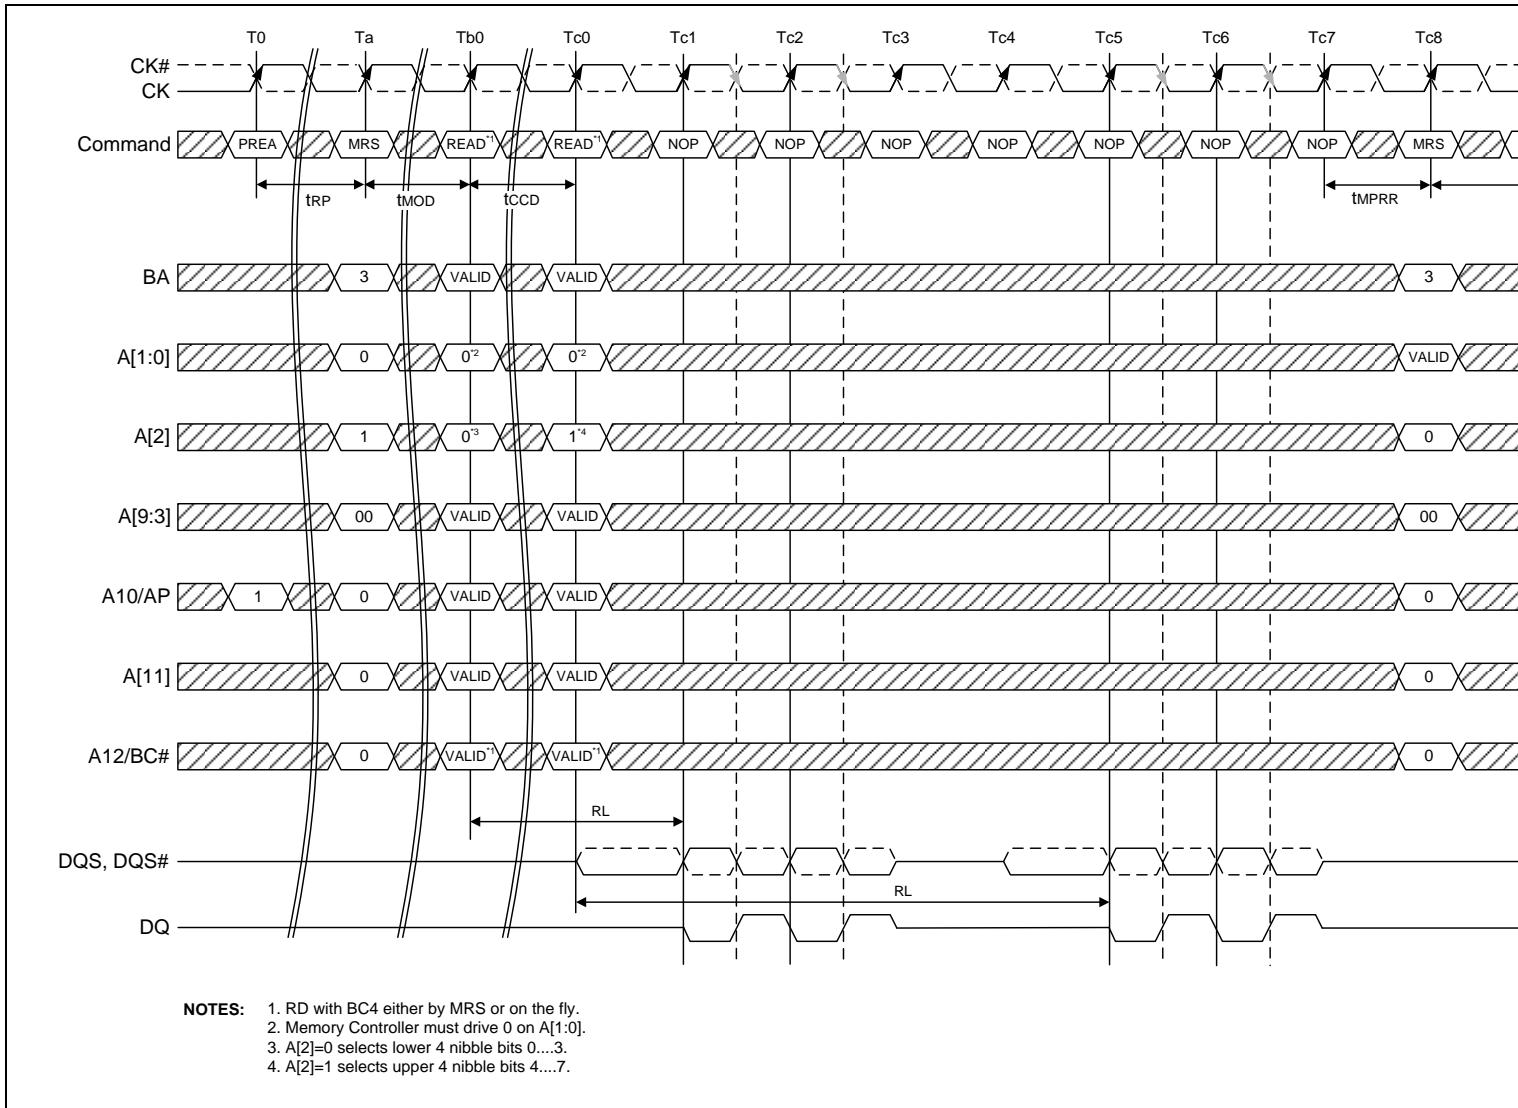 T0 Ta Tb0 Tc0 Tc1 Tc2 Tc3 Tc4 Tc5 Tc6 Tc7 Tc8
CK#
CK
Command PREA MRS READ*1 READ*1 NOP NOP NOP NOP NOP NOP NOP MRS
tRP tMOD tCCD tMPRR
BA 3 VALID VALID 3
A[1:0] 0 0*2 0*2 VALID
A[2] 1 0*3 1*4 0
A[9:3] 00 VALID VALID 00
A10/AP 1 0 VALID VALID 0
A[11] 0 VALID VALID 0
A12/BC# 0 VALID*1 VALID*1 0
RL
DQS, DQS#
RL
DQ
NOTES: 1. RD with BC4 either by MRS or on the fly.
2. Memory Controller must drive 0 on A[1:0].
3. A[2]=0 selects lower 4 nibble bits 0....3.
4. A[2]=1 selects upper 4 nibble bits 4....7.